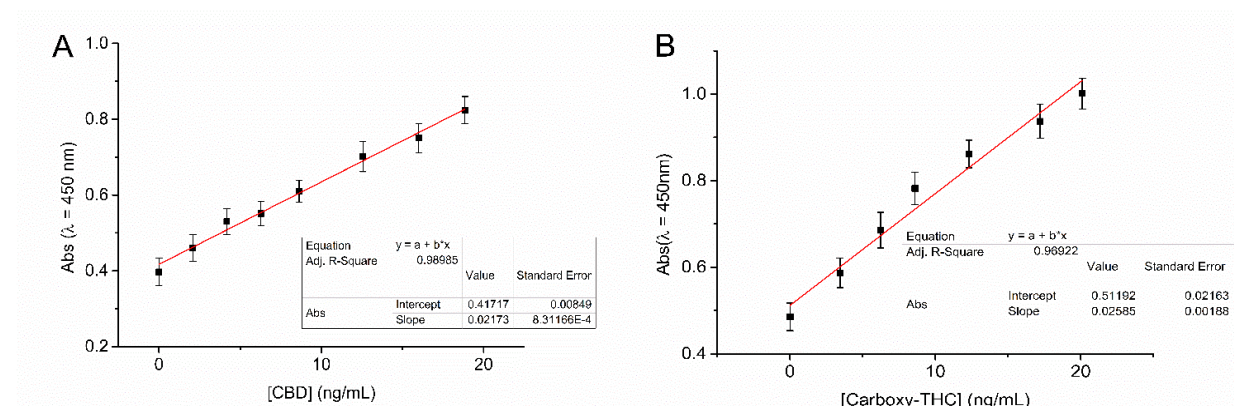 A
1.0
0.8
0.6
0.4
0.2
Abs (λ = 450 nm)
0 10 20
[CBD] (ng/mL)
Equation y = a + b*x
Adj. R-Square 0.98985
Value Standard Error
Abs
Intercept 0.41717 0.00849
Slope 0.02173 8.31166E-4
B
1.0
0.8
0.6
0.4
Abs(λ = 450nm)
0 10 20
[Carboxy-THC] (ng/mL)
Equation y = a + b*x
Adj. R-Square 0.96922
Value Standard Error
Abs
Intercept 0.51192 0.02163
Slope 0.02585 0.00188